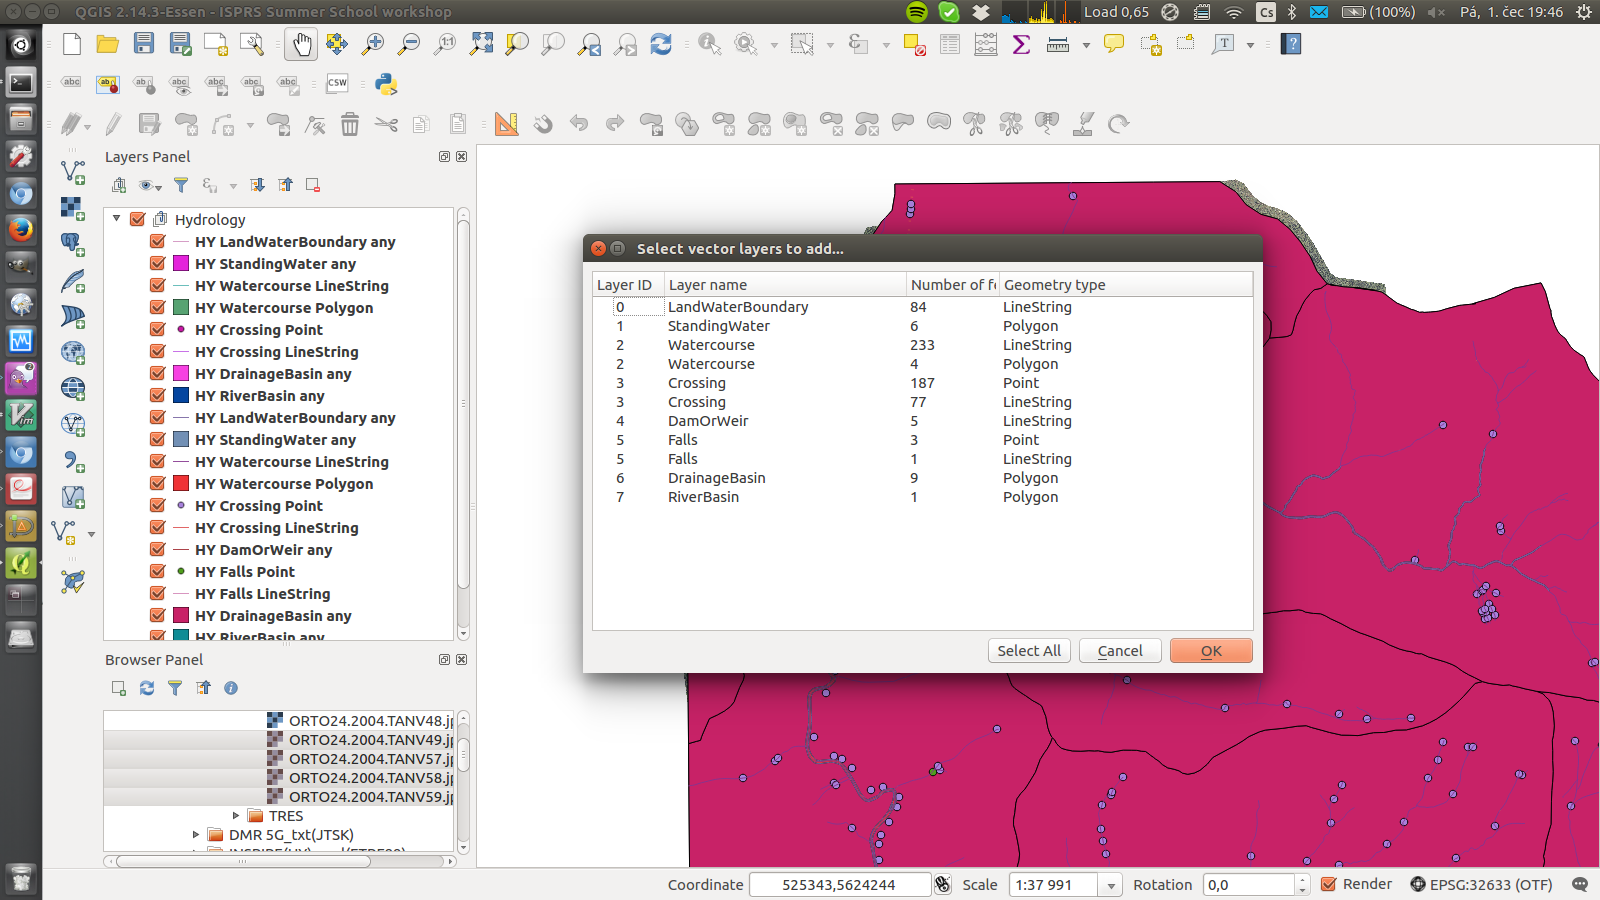 QGIS 2.14.3-Essen - ISPRS Summer School workshop
Load 0,65
Cs
(100%)
Pá, 1. čec 19:46
CSW
Layers Panel
Hydrology
HY LandWaterBoundary any
HY StandingWater any
HY Watercourse LineString
HY Watercourse Polygon
HY Crossing Point
HY Crossing LineString
HY DrainageBasin any
HY RiverBasin any
HY LandWaterBoundary any
HY StandingWater any
HY Watercourse LineString
HY Watercourse Polygon
HY Crossing Point
HY Crossing LineString
HY DamOrWeir any
HY Falls Point
HY Falls LineString
HY DrainageBasin any
HY RiverBasin any
Browser Panel
ORTO24.2004.TANV48.jp
ORTO24.2004.TANV49.jp
ORTO24.2004.TANV57.jp
ORTO24.2004.TANV58.jp
ORTO24.2004.TANV59.jp
TRES
DMR 5G_txt(JTSK)
Select vector layers to add...
Layer ID Layer name Number of fe Geometry type
0 LandWaterBoundary 84 LineString
1 StandingWater 6 Polygon
2 Watercourse 233 LineString
2 Watercourse 4 Polygon
3 Crossing 187 Point
3 Crossing 77 LineString
4 DamOrWeir 5 LineString
5 Falls 3 Point
5 Falls 1 LineString
6 DrainageBasin 9 Polygon
7 RiverBasin 1 Polygon
Select All Cancel OK
Coordinate 525343,5624244 Scale 1:37 991 Rotation 0,0 Render EPSG:32633 (OTF)